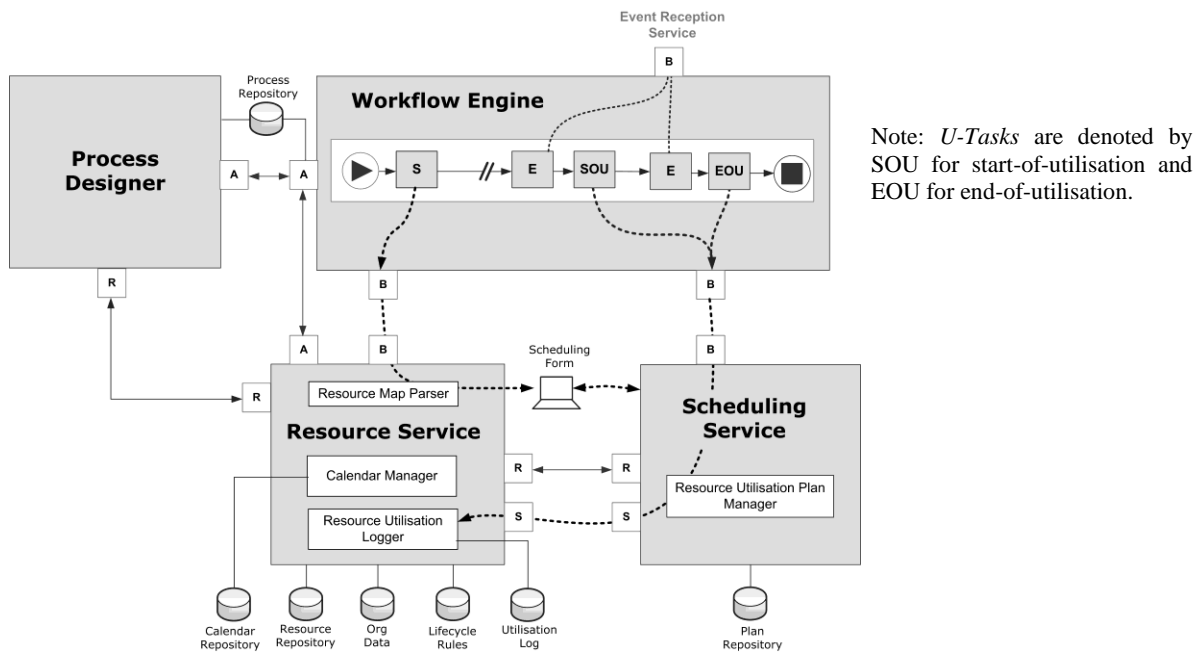 Event Reception
Service
B
Process
Repository
Workflow Engine
Process
Designer
A
A
S
//
E
SOU
E
EOU
Note: U-Tasks are denoted by
SOU for start-of-utilisation and
EOU for end-of-utilisation.
R
B
B
A
B
B
Scheduling
Form
R
Resource Map Parser
Resource Service
Scheduling
Service
Calendar Manager
R
R
Resource Utilisation Plan
Manager
Resource Utilisation
Logger
S
S
Calendar
Repository
Resource
Repository
Org
Data
Lifecycle
Rules
Utilisation
Log
Plan
Repository